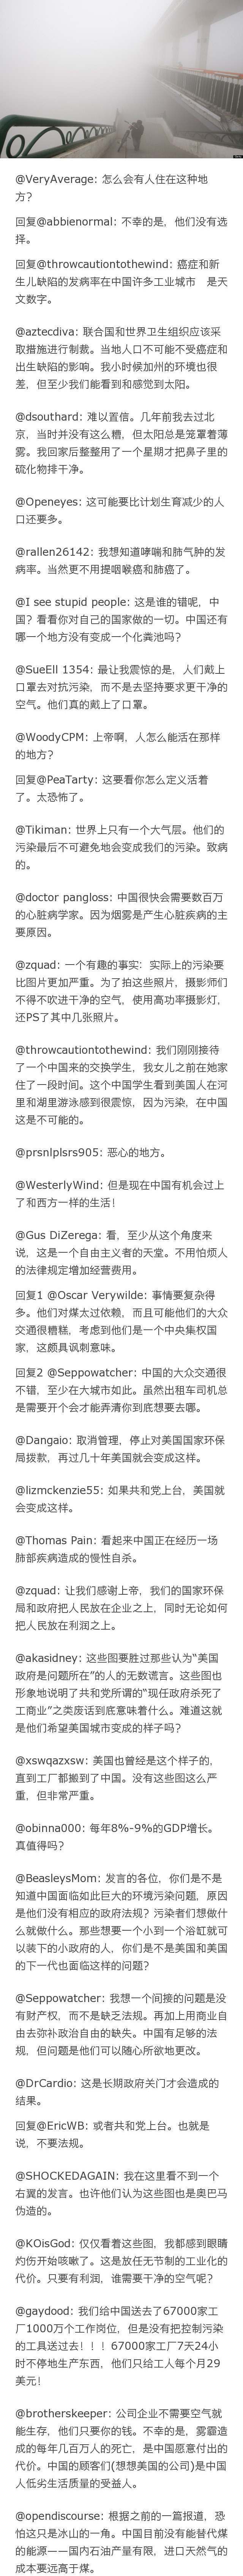 @VeryAverage: 怎么会有人住在这种地
方?
回复@abbienormal: 不幸的是，他们没有选
择。
回复@throwcautiontothewind: 癌症和新
生儿缺陷的发病率在中国许多工业城市　是天
文数字。
@aztecdiva: 联合国和世界卫生组织应该采
取措施进行制裁。当地人口不可能不受癌症和
出生缺陷的影响。我小时候加州的环境也很
差，但至少我们能看到和感觉到太阳。
@dsouthard: 难以置信。几年前我去过北
京，当时并没有这么糟，但太阳总是笼罩着薄
雾。我回家后整整用了一个星期才把鼻子里的
硫化物排干净。
@Openeyes: 这可能要比计划生育减少的人
口还要多。
@rallen26142: 我想知道哮喘和肺气肿的发
病率。当然更不用提咽喉癌和肺癌了。
@I see stupid people: 这是谁的错呢，中
国？看看你对自己的国家做的一切。中国还有
哪一个地方没有变成一个化粪池吗？
@SueEll 1354: 最让我震惊的是，人们戴上
口罩去对抗污染，而不是去坚持要求更干净的
空气。他们真的戴上了口罩。
@WoodyCPM: 上帝啊，人怎么能活在那样
的地方?
回复@PeaTarty: 这要看你怎么定义活着
了。太恐怖了。
@Tikiman: 世界上只有一个大气层。他们的
污染最后不可避免地会变成我们的污染。致病
的。
@doctor pangloss: 中国很快会需要数百万
的心脏病学家。因为烟雾是产生心脏疾病的主
要原因。
@zquad: 一个有趣的事实：实际上的污染要
比图片更加严重。为了拍这些照片，摄影师们
不得不吹进干净的空气，使用高功率摄影灯，
还PS了其中几张照片。
@throwcautiontothewind: 我们刚刚接待
了一个中国来的交换学生，我女儿之前在她家
住了一段时间。这个中国学生看到美国人在河
里和湖里游泳感到很震惊，因为污染，在中国
这是不可能的。
@prsnlplsrs905: 恶心的地方。
@WesterlyWind: 但是现在中国有机会过上
了和西方一样的生活！
@Gus DiZerega: 看，至少从这个角度来
说，这是一个自由主义者的天堂。不用怕烦人
的法律规定增加经营费用。
回复1 @Oscar Verywilde: 事情要复杂得
多。他们对煤太过依赖，而且可能他们的大众
交通很糟糕，考虑到他们是一个中央集权国
家，这颇具讽刺意味。
回复2 @Seppowatcher: 中国的大众交通很
不错，至少在大城市如此。虽然出租车司机总
是需要开个会才能弄清你到底想要去哪。
@Dangaio: 取消管理，停止对美国国家环保
局拨款，再过几十年美国就会变成这样。
@lizmckenzie55: 如果共和党上台，美国就
会变成这样。
@Thomas Pain: 看起来中国正在经历一场
肺部疾病造成的慢性自杀。
@zquad: 让我们感谢上帝，我们的国家环保
局和政府把人民放在企业之上，同时无论如何
把人民放在利润之上。
@akasidney: 这些图要胜过那些认为“美国
政府是问题所在”的人的无数谎言。这些图也
形象地说明了共和党所谓的“现任政府杀死了
工商业”之类废话到底意味着什么。难道这就
是他们希望美国城市变成的样子吗？
@xswqazxsw: 美国也曾经是这个样子的，
直到工厂都搬到了中国。没有这些图这么严
重，但非常严重。
@obinna000: 每年8%-9%的GDP增长。
真值得吗?
@BeasleysMom: 发言的各位，你们是不是
知道中国面临如此巨大的环境污染问题，原因
是他们没有相应的政府法规？污染者们想做什
么就做什么。那些想要一个小到一个浴缸就可
以装下的小政府的人，你们是不是美国和美国
的下一代也面临这样的问题？
@Seppowatcher: 我想一个间接的问题是没
有财产权，而不是缺乏法规。再加上用商业自
由去弥补政治自由的缺失。中国有足够的法
规，但问题是他们可以随心所欲地更改。
@DrCardio: 这是长期政府关门才会造成的
结果。
回复@EricWB: 或者共和党上台。也就是
说，不要法规。
@SHOCKEDAGAIN: 我在这里看不到一个
右翼的发言。也许他们认为这些图也是奥巴马
伪造的。
@KOisGod: 仅仅看着这些图，我都感到眼睛
灼伤开始咳嗽了。这是放任无节制的工业化的
代价。只要有利润，谁需要干净的空气呢？
@gaydood: 我们给中国送去了67000家工
厂1000万个工作岗位，但是没有把控制污染
的工具送过去！！！67000家工厂7天24小
时不停地生产东西，他们只给工人每个月29
美元！
@brotherskeeper: 公司企业不需要空气就
能生存，他们只要你的钱。不幸的是，雾霾造
成的每年几百万人的死亡，是中国愿意付出的
代价。中国的顾客们(想想美国的公司)是中国
人低劣生活质量的受益人。
@opendiscourse: 根据之前的一篇报道，恐
怕这只是冰山的一角。中国目前没有能替代煤
的能源——国内石油产量有限，进口天然气的
成本要远高于煤。